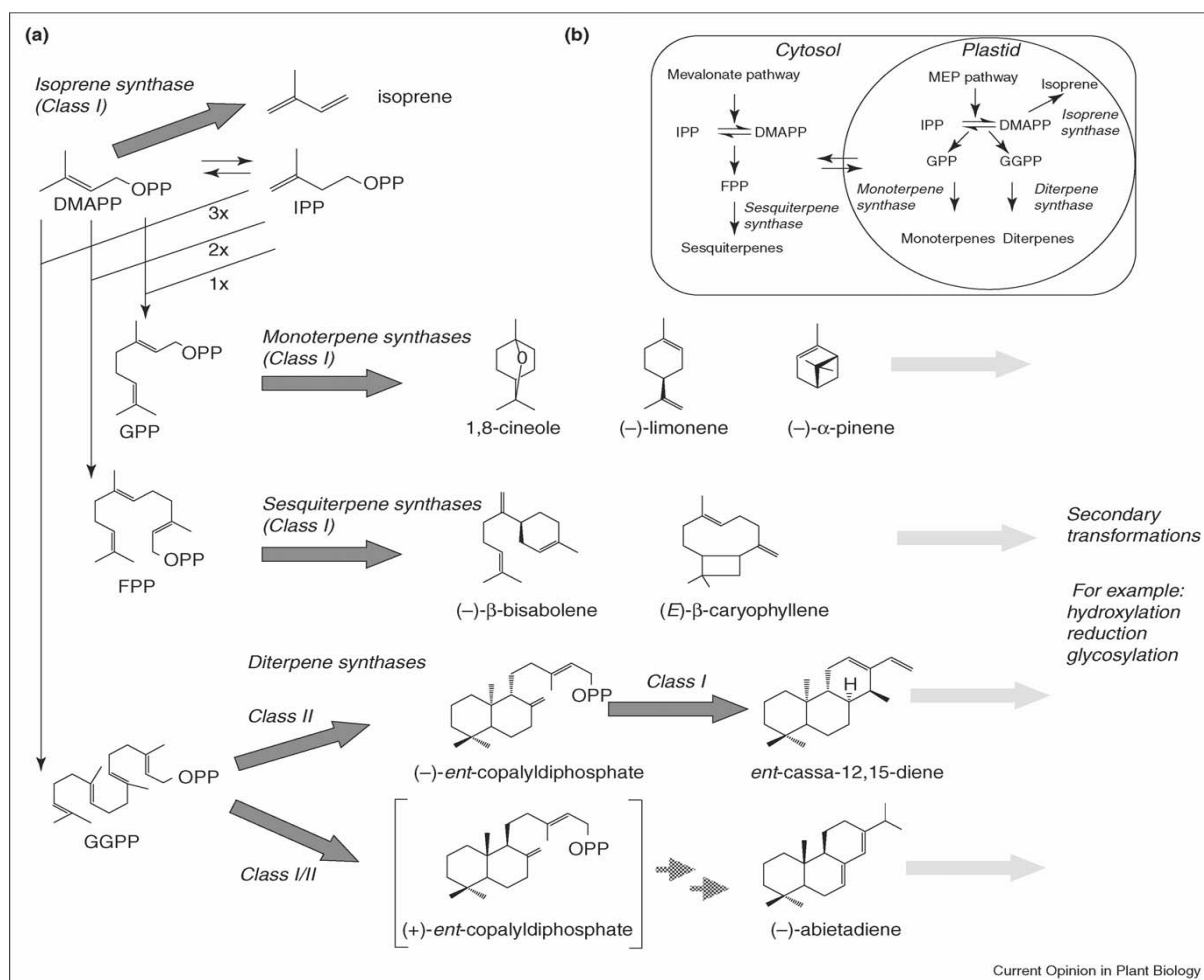 (a)
Isoprene synthase
(Class I)
isoprene
OPP
DMAPP
OPP
IPP
3x
2x
1x
(b)
Cytosol
Plastid
Mevalonate pathway
MEP pathway
Isoprene
IPP
DMAPP
IPP
DMAPP
Isoprene
synthase
GPP
GGPP
FPP
Monoterpene
synthase
Diterpene
synthase
Sesquiterpene
synthase
Sesquiterpenes
Monoterpenes
Diterpenes
OPP
GPP
Monoterpene synthases
(Class I)
O
1,8-cineole
(–)-limonene
(–)-α-pinene
OPP
FPP
Sesquiterpene synthases
(Class I)
(–)-β-bisabolene
(E)-β-caryophyllene
Secondary
transformations
For example:
hydroxylation
reduction
glycosylation
Diterpene synthases
Class II
OPP
Class I
H
(–)-ent-copalyldiphosphate
ent-cassa-12,15-diene
OPP
GGPP
Class I/II
OPP
(+)-ent-copalyldiphosphate
(–)-abietadiene
Current Opinion in Plant Biology